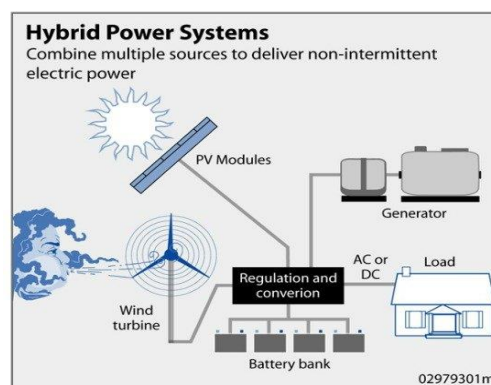 Hybrid Power Systems
Combine multiple sources to deliver non-intermittent
electric power
PV Modules
Generator
Wind
turbine
Regulation and
converion
AC or
DC
Load
Battery bank
02979301m